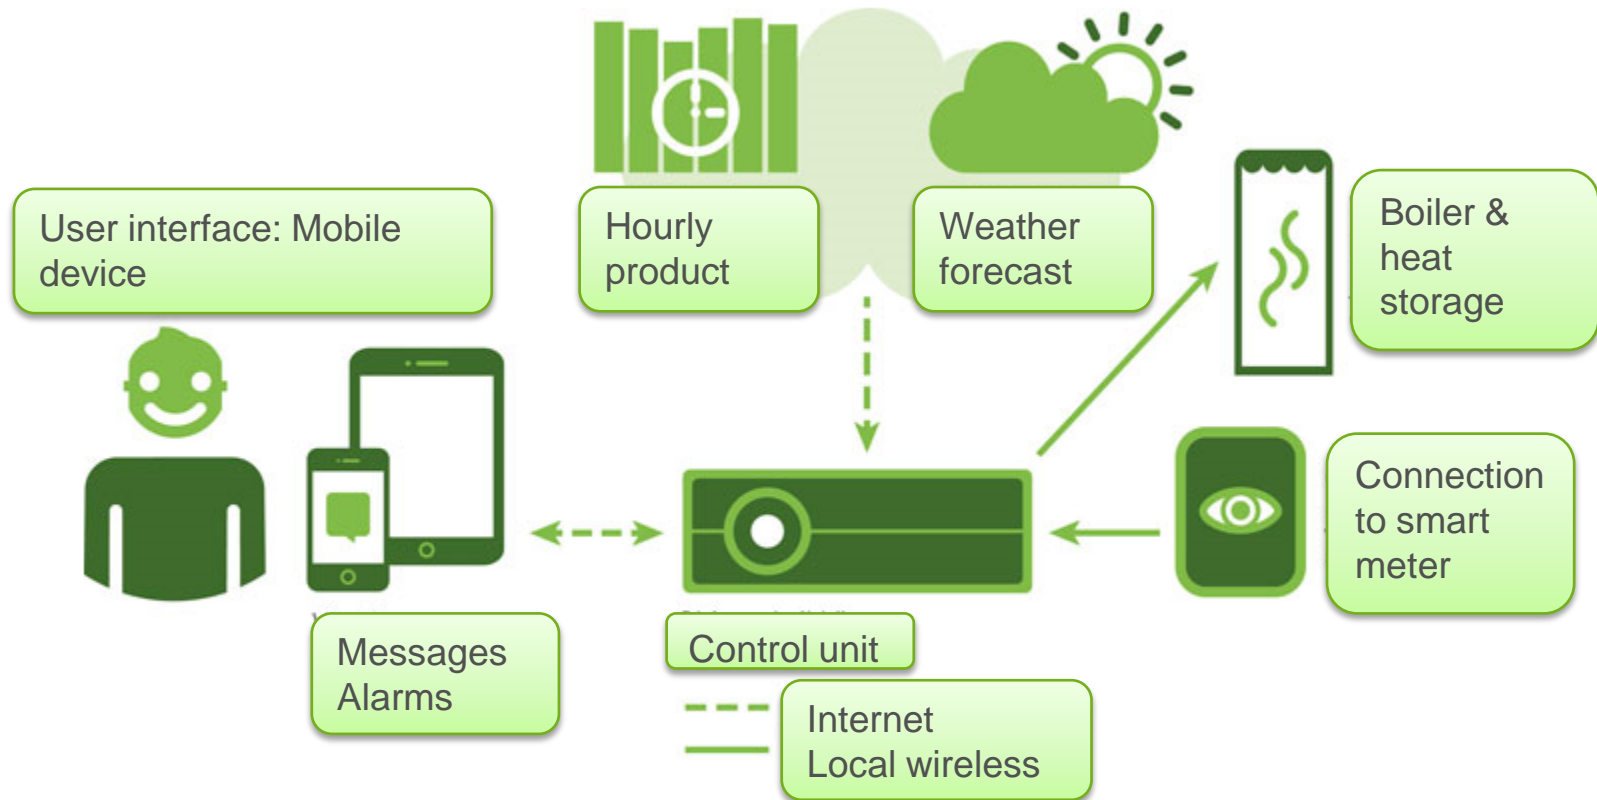 User interface: Mobile
device
Hourly
product
Weather
forecast
Boiler &
heat
storage
Connection
to smart
meter
Messages
Alarms
Control unit
Internet
Local wireless